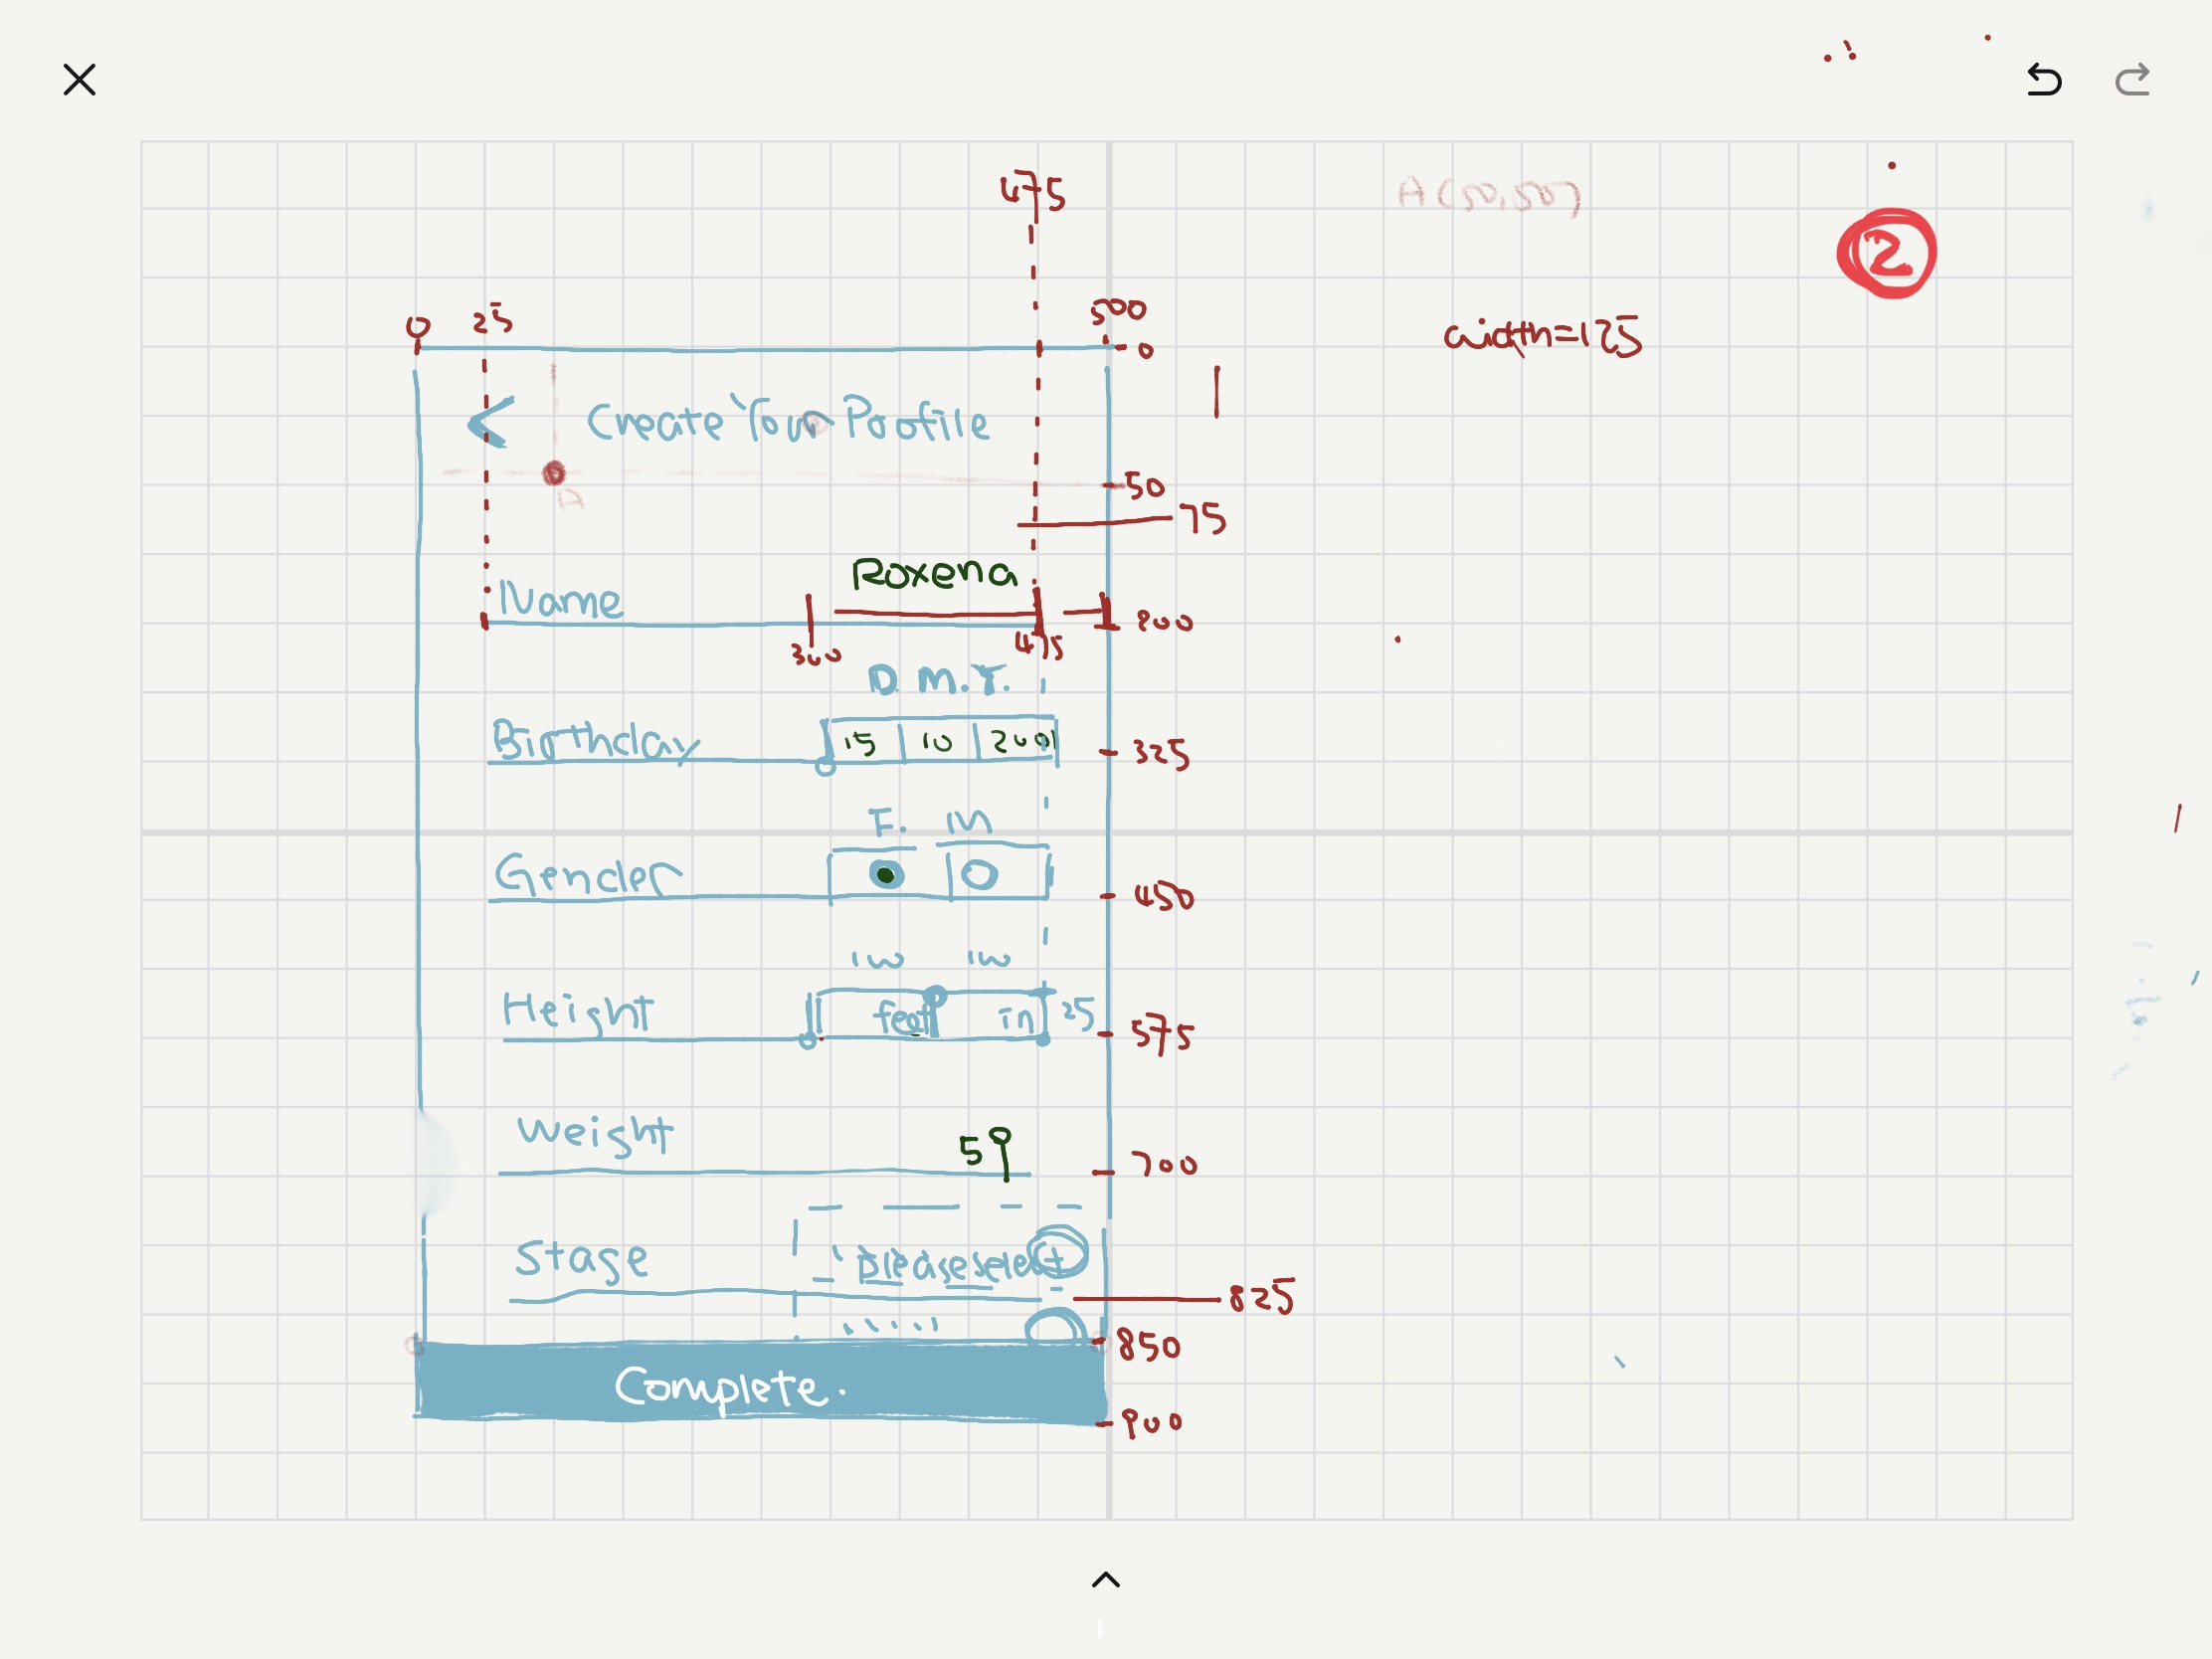 475
A(50,50)
2
0 25 500
0
width=125
< Create Your Profile
50
A
75
Roxena
Name
200
300 475
D. M. Y.
Birthday 15 10 2001 325
F. M
Gender 450
100 100
Height feet in 25 575
Weight 59 700
Stage Please select
825
850
Complete.
900